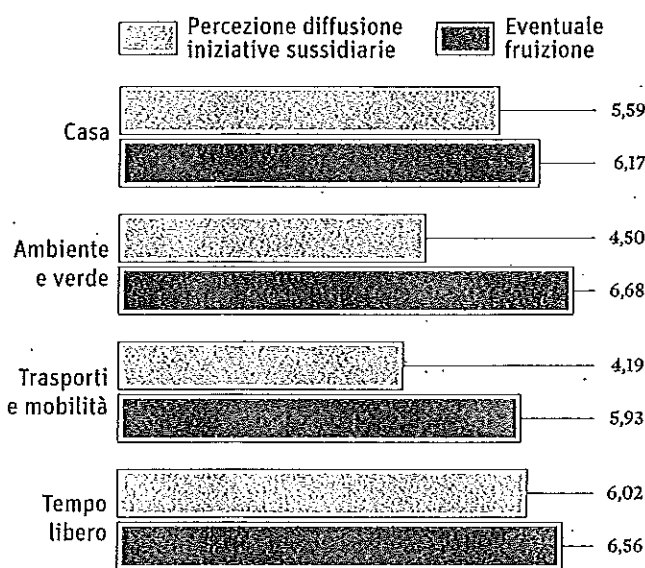 Percezione diffusione
iniziative sussidiarie
Eventuale
fruizione
Casa
5,59
6,17
Ambiente
e verde
4,50
6,68
Trasporti
e mobilità
4,19
5,93
Tempo
libero
6,02
6,56